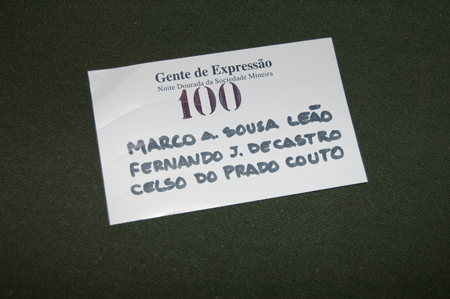 Gente de Expressão
Noite Dourada da Sociedade Mineira
100
MARCO A. SOUSA LEÃO
FERNANDO J. DE CASTRO
CELSO DO PRADO COUTO